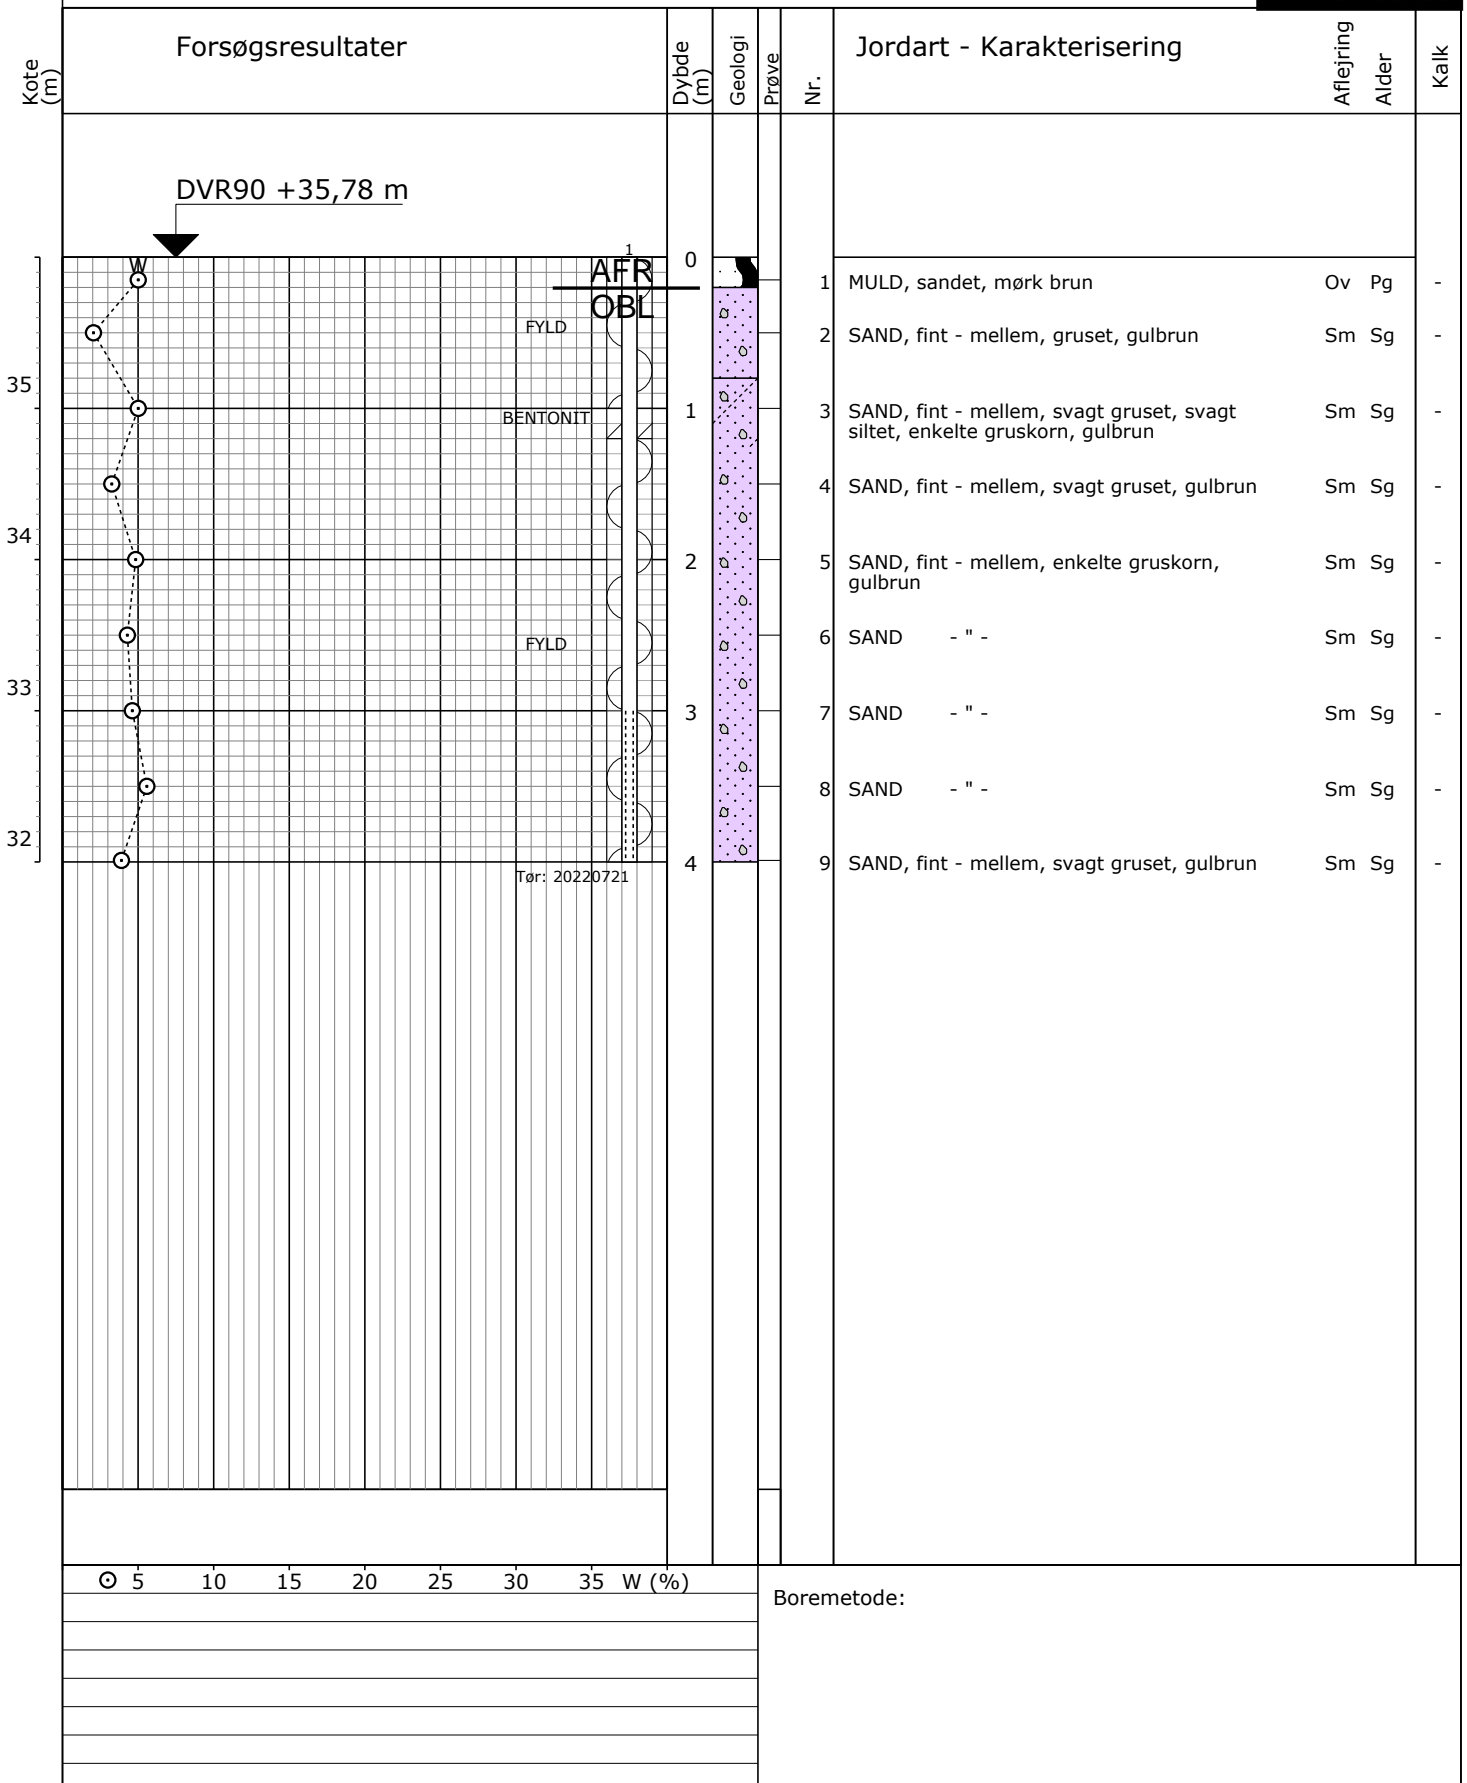 Kote (m)
Forsøgsresultater
Dybde (m)
Geologi
Prøve
Nr.
Jordart - Karakterisering
Aflejring
Alder
Kalk
DVR90 +35,78 m
1
W
AFR
OBL
0
1 MULD, sandet, mørk brun Ov Pg -
FYLD
2 SAND, fint - mellem, gruset, gulbrun Sm Sg -
35
BENTONIT
1
3 SAND, fint - mellem, svagt gruset, svagt Sm Sg -
siltet, enkelte gruskorn, gulbrun
4 SAND, fint - mellem, svagt gruset, gulbrun Sm Sg -
34
2
5 SAND, fint - mellem, enkelte gruskorn, Sm Sg -
gulbrun
FYLD
6 SAND - " - Sm Sg -
33
3
7 SAND - " - Sm Sg -
8 SAND - " - Sm Sg -
32
4
9 SAND, fint - mellem, svagt gruset, gulbrun Sm Sg -
Tør: 20220721
5 10 15 20 25 30 35 W (%)
Boremetode: